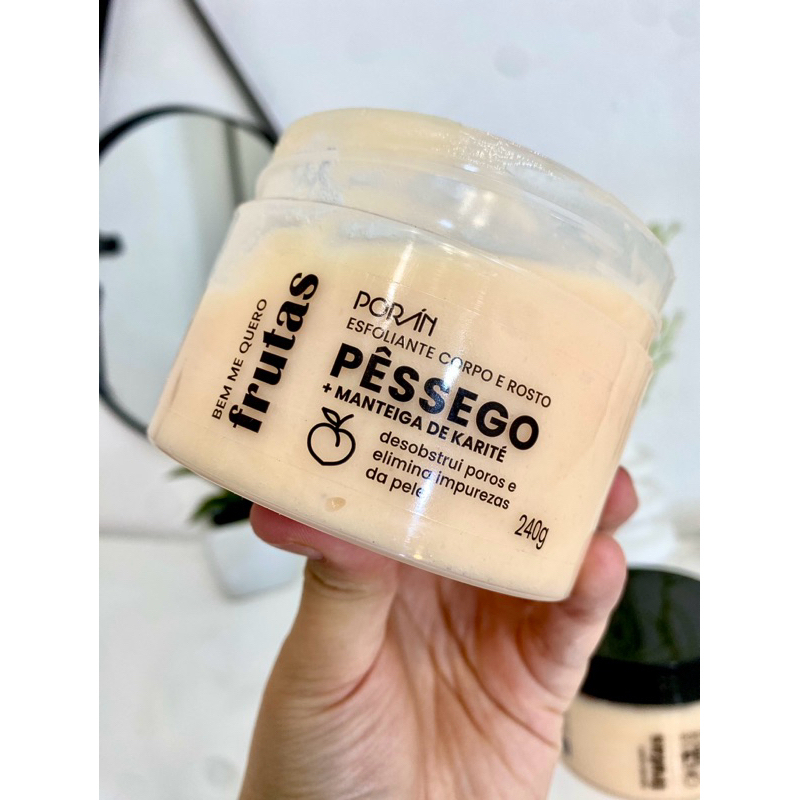 BEM ME QUERO
frutas
PORÁN
ESFOLIANTE CORPO E ROSTO
PÊSSEGO
+ MANTEIGA DE KARITÉ
desobstrui poros e
elimina impurezas
da pele
240g